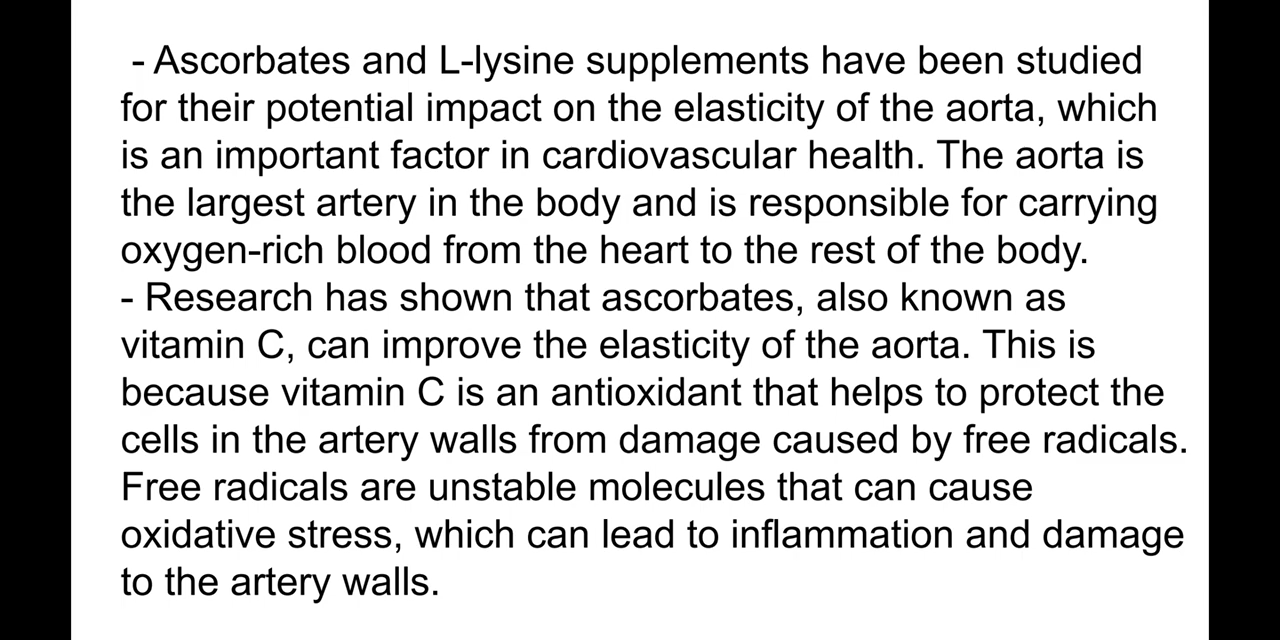 - Ascorbates and L-lysine supplements have been studied
for their potential impact on the elasticity of the aorta, which
is an important factor in cardiovascular health. The aorta is
the largest artery in the body and is responsible for carrying
oxygen-rich blood from the heart to the rest of the body.
- Research has shown that ascorbates, also known as
vitamin C, can improve the elasticity of the aorta. This is
because vitamin C is an antioxidant that helps to protect the
cells in the artery walls from damage caused by free radicals.
Free radicals are unstable molecules that can cause
oxidative stress, which can lead to inflammation and damage
to the artery walls.